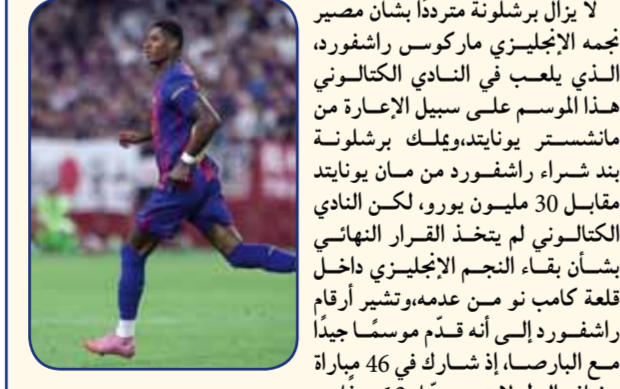 لا يزال برشلونة مترددًا بشأن مصير
نجمه الإنجليزي ماركوس راشفورد،
الذي يلعب في النادي الكتالوني
هذا الموسم على سبيل الإعارة من
مانشستر يونايتد،ويملك برشلونة
بند شراء راشفورد من مان يونايتد
مقابل 30 مليون يورو، لكن النادي
الكتالوني لم يتخذ القرار النهائي
بشأن بقاء النجم الإنجليزي داخل
قلعة كامب نو من عدمه،وتشير أرقام
راشفورد إلى أنه قدّم موسمًا جيدًا
مع البارصا، إذ شارك في 46 مباراة